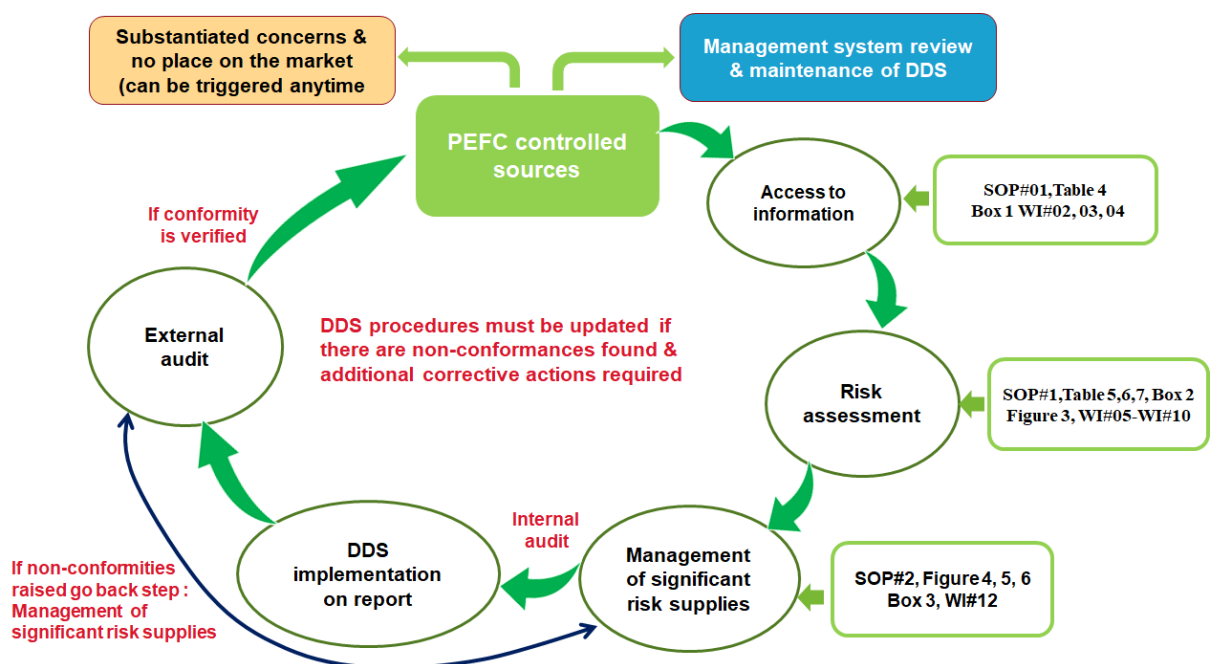 Substantiated concerns &
no place on the market
(can be triggered anytime
Management system review
& maintenance of DDS
PEFC controlled
sources
Access to
information
SOP#01,Table 4
Box 1 WI#02, 03, 04
If conformity
is verified
External
audit
DDS procedures must be updated if
there are non-conformances found &
additional corrective actions required
Risk
assessment
SOP#1,Table 5,6,7, Box 2
Figure 3, WI#05-WI#10
Internal
audit
DDS
implementation
on report
Management
of significant
risk supplies
SOP#2, Figure 4, 5, 6
Box 3, WI#12
If non-conformities
raised go back step :
Management of
significant risk supplies